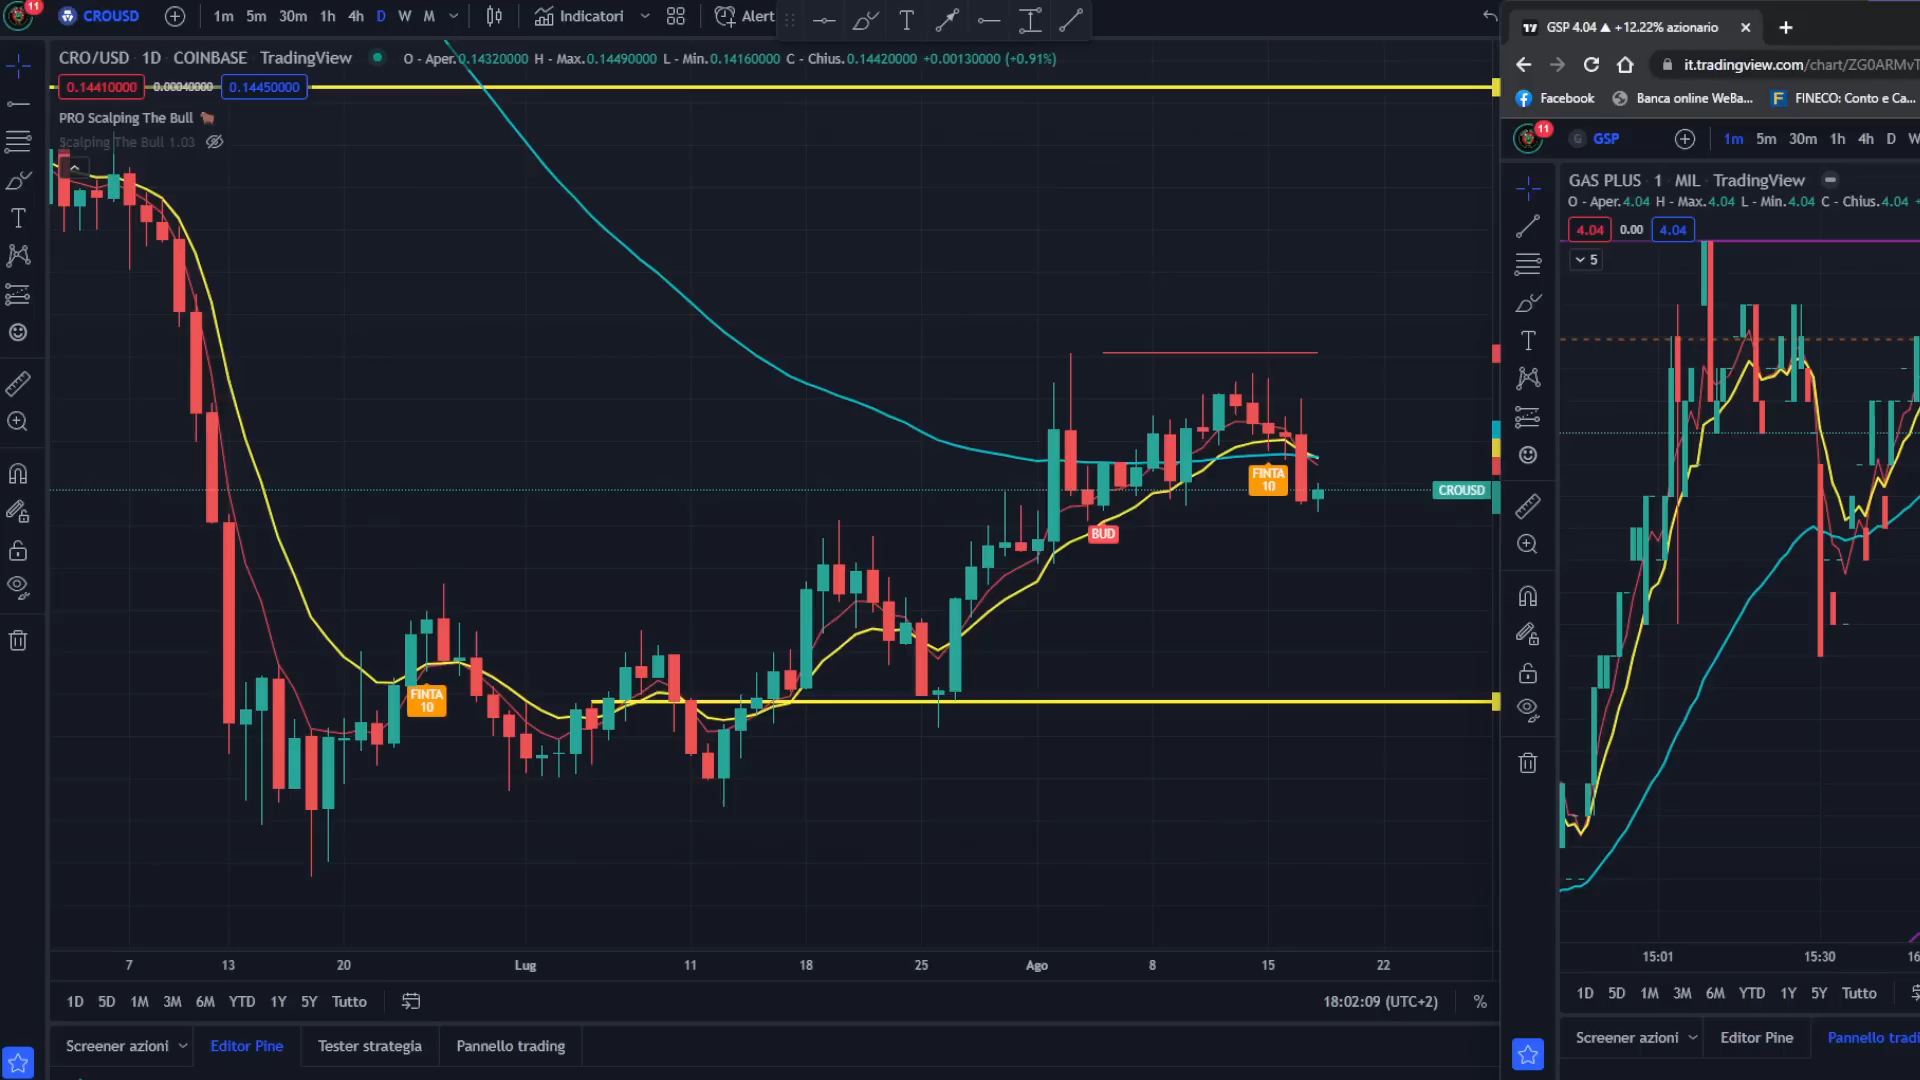 11
CROUSD
1m 5m 30m 1h 4h D W M
Indicatori
Alert
CRO/USD 1D COINBASE TradingView
O - Aper.0.14320000 H - Max.0.14490000 L - Min.0.14160000 C - Chius.0.14420000 +0.00130000 (+0.91%)
0.14410000 0.00040000 0.14450000
PRO Scalping The Bull
Scalping The Bull 1.03
FINTA
10
BUD
FINTA
10
CROUSD
7 13 20 Lug 11 18 25 Ago 8 15 22
1D 5D 1M 3M 6M YTD 1Y 5Y Tutto
18:02:09 (UTC+2) %
Screener azioni Editor Pine Tester strategia Pannello trading
GSP 4.04 ▲ +12.22% azionario
it.tradingview.com/chart/ZG0ARMvT
Facebook Banca online WeBa... FINECO: Conto e Ca...
11
G GSP
1m 5m 30m 1h 4h D W
GAS PLUS 1 MIL TradingView
O - Aper.4.04 H - Max.4.04 L - Min.4.04 C - Chius.4.04 +
4.04 0.00 4.04
5
15:01 15:30 16
1D 5D 1M 3M 6M YTD 1Y 5Y Tutto
Screener azioni Editor Pine Pannello tradi